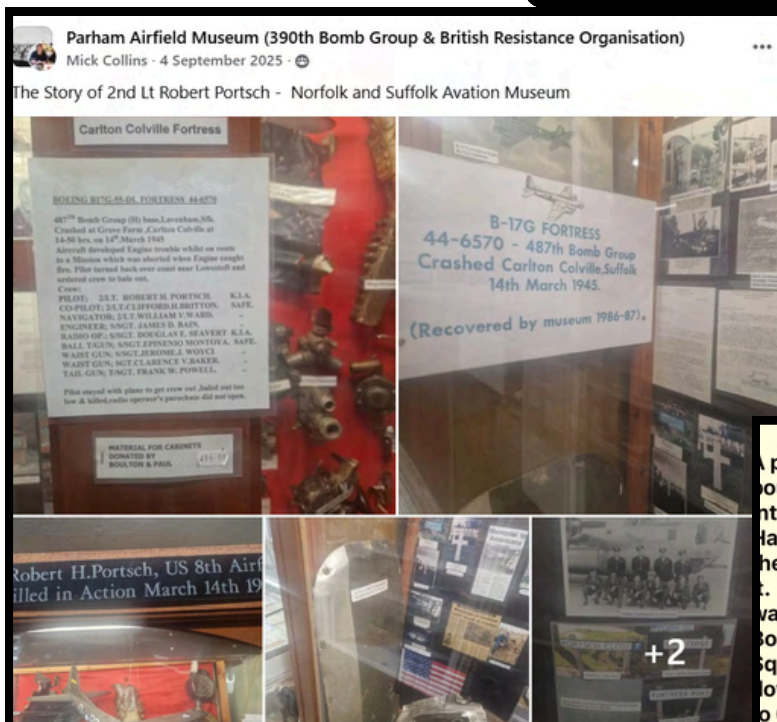 Parham Airfield Museum (390th Bomb Group & British Resistance Organisation)
Mick Collins · 4 September 2025 ·
The Story of 2nd Lt Robert Portsch - Norfolk and Suffolk Avation Museum
Carlton Colville Fortress
BOEING B17G-55-DL FORTRESS 44-6570
487TH Bomb Group (H) base, Lavenham, Sfk.
Crashed at Grove Farm ,Carlton Colville at
14-50 hrs. on 14th.March 1945
Aircraft developed Engine trouble whilst on route
to a Mission which was aborted when Engine caught
fire. Pilot turned back over coast near Lowestoft and
ordered crew to bale out.
Crew:
PILOT; 2/LT. ROBERT H. PORTSCH. K.I.A.
CO-PILOT; 2/LT.CLIFFORD.H.BRITTON. SAFE.
NAVIGATOR; 2/LT.WILLIAM V.WARD. "
ENGINEER; S/SGT. JAMES D. BAIN. "
RADIO OP.; S/SGT. DOUGLAS E. SEAVERT K.I.A.
BALL T/GUN; S/SGT.EPINENIO MONTOYA. SAFE.
WAIST GUN; S/SGT.JEROME.J. WOYCI "
WAIST GUN; SGT.CLARENCE V.BAKER. "
TAIL GUN; T/SGT. FRANK W. POWELL. "
Pilot stayed with plane to get crew out ,baled out too
low & killed,radio operaor's parachute did not open.
MATERIAL FOR CABINETS
DONATED BY
BOULTON & PAUL
B-17G FORTRESS
44-6570 - 487th Bomb Group
Crashed Carlton Colville,Suffolk
14th March 1945.
(Recovered by museum 1986-87).
Robert H.Portsch, US 8th Airf
illed in Action March 14th 19
PORTSCH CLOSE
FORTRESS ROAD
+2